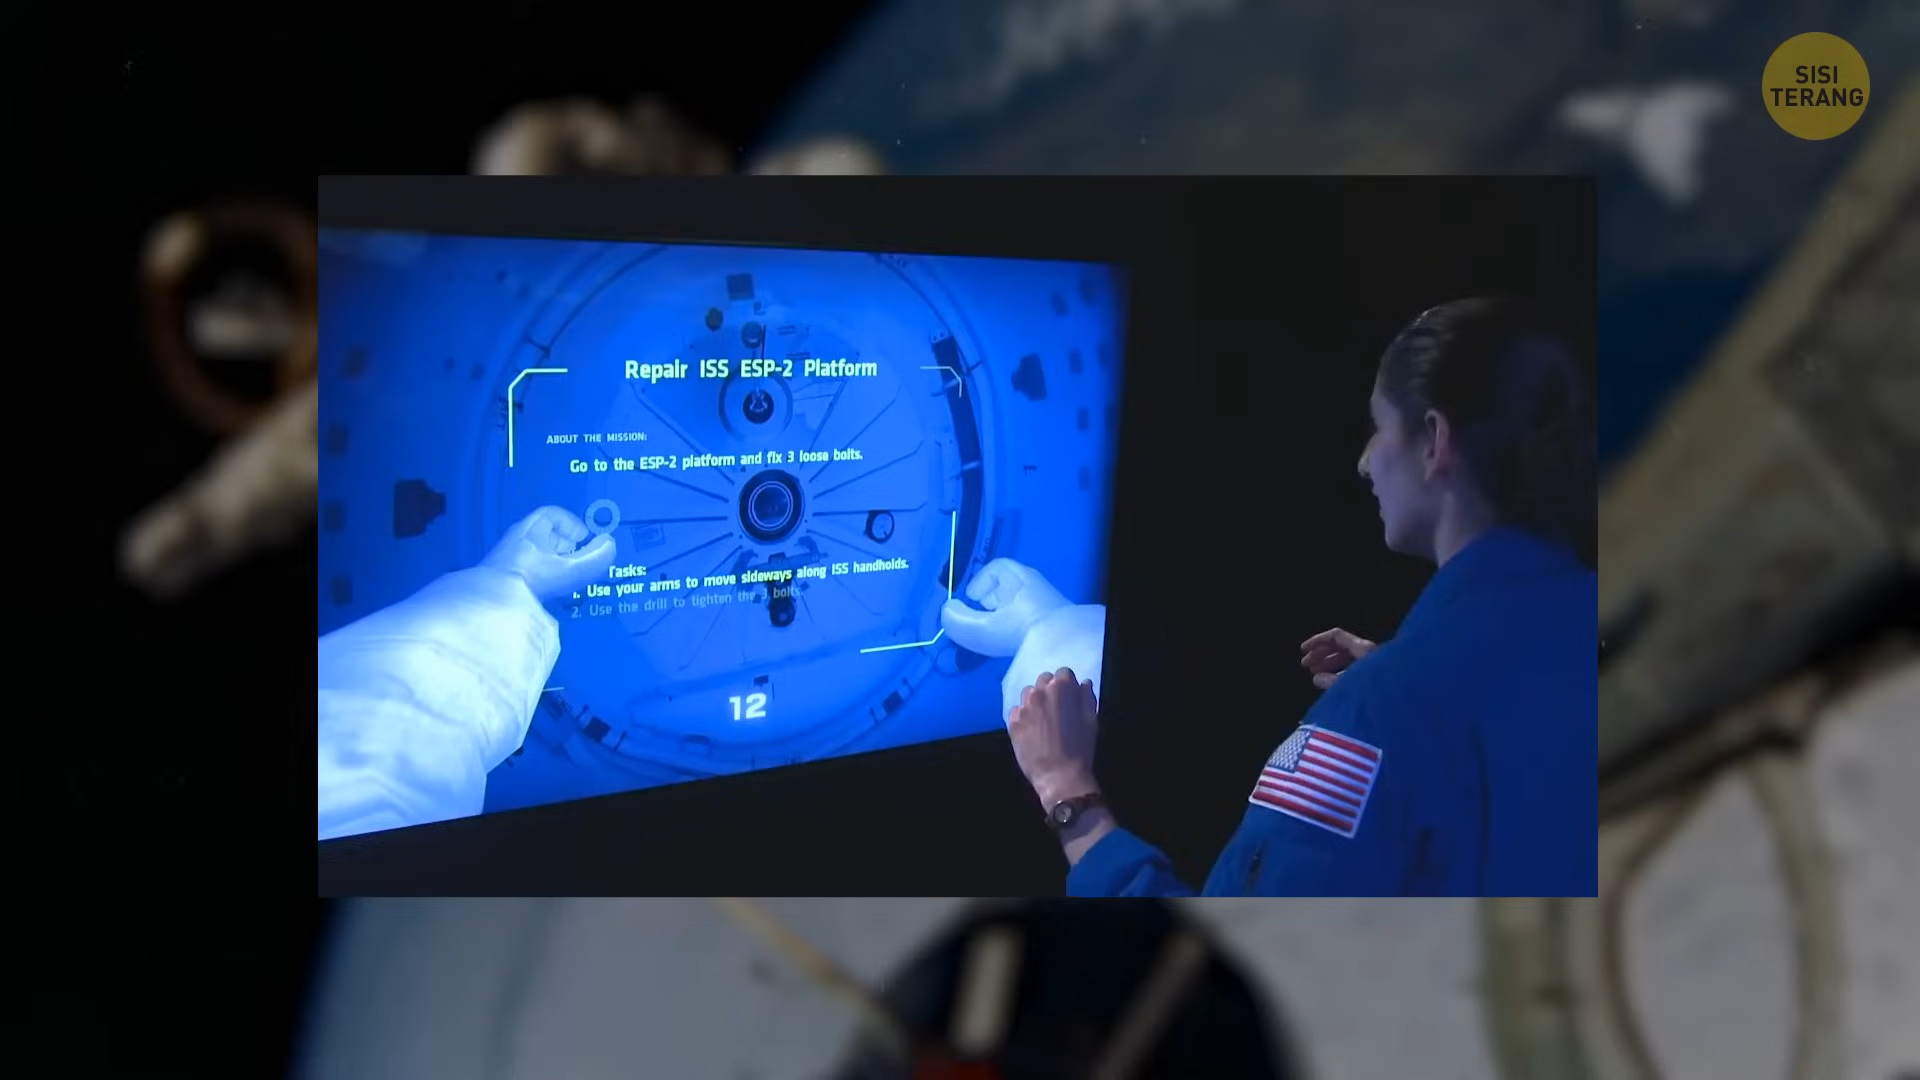 SISI
TERANG
Repair ISS ESP-2 Platform
ABOUT THE MISSION:
Go to the ESP-2 platform and fix 3 loose bolts.
Tasks:
1. Use your arms to move sideways along ISS handholds.
2. Use the drill to tighten the 3 bolts.
12